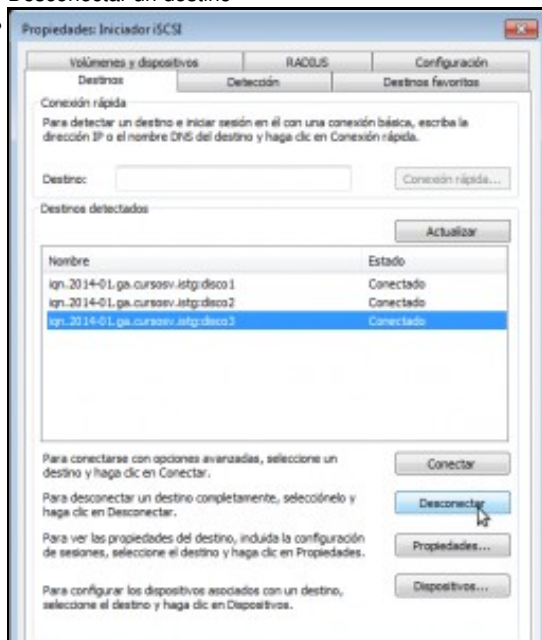 Desconectar un destino
Propiedades: Iniciador iSCSI
Volúmenes y dispositivos RADIUS Configuración
Destinos Detección Destinos favoritos
Conexión rápida
Para detectar un destino e iniciar sesión en él con una conexión básica, escriba la
dirección IP o el nombre DNS del destino y haga clic en Conexión rápida.
Destino: Conexión rápida...
Destinos detectados
Actualizar
Nombre Estado
iqn.2014-01.ga.cursosv.istg:disco1 Conectado
iqn.2014-01.ga.cursosv.istg:disco2 Conectado
iqn.2014-01.ga.cursosv.istg:disco3 Conectado
Para conectarse con opciones avanzadas, seleccione un
destino y haga clic en Conectar.
Conectar
Para desconectar un destino completamente, selecciónelo y
haga clic en Desconectar.
Desconectar
Para ver las propiedades del destino, incluida la configuración
de sesiones, seleccione el destino y haga clic en Propiedades.
Propiedades...
Para configurar los dispositivos asociados con un destino,
seleccione el destino y haga clic en Dispositivos.
Dispositivos...